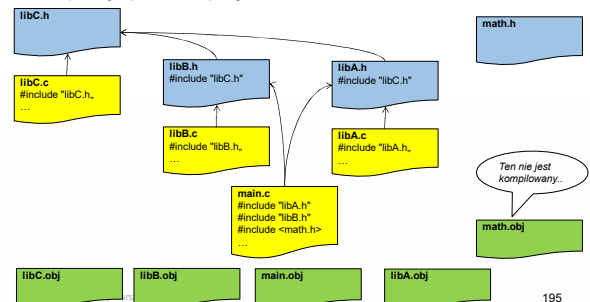 libC.h
math.h
libB.h
#include "libC.h"
libA.h
#include "libC.h"
libC.c
#include "libC.h„
…
libB.c
#include "libB.h„
…
libA.c
#include "libA.h„
…
Ten nie jest
kompilowany..
main.c
#include "libA.h"
#include "libB.h"
#include <math.h>
…
math.obj
libC.obj
libB.obj
main.obj
libA.obj
195